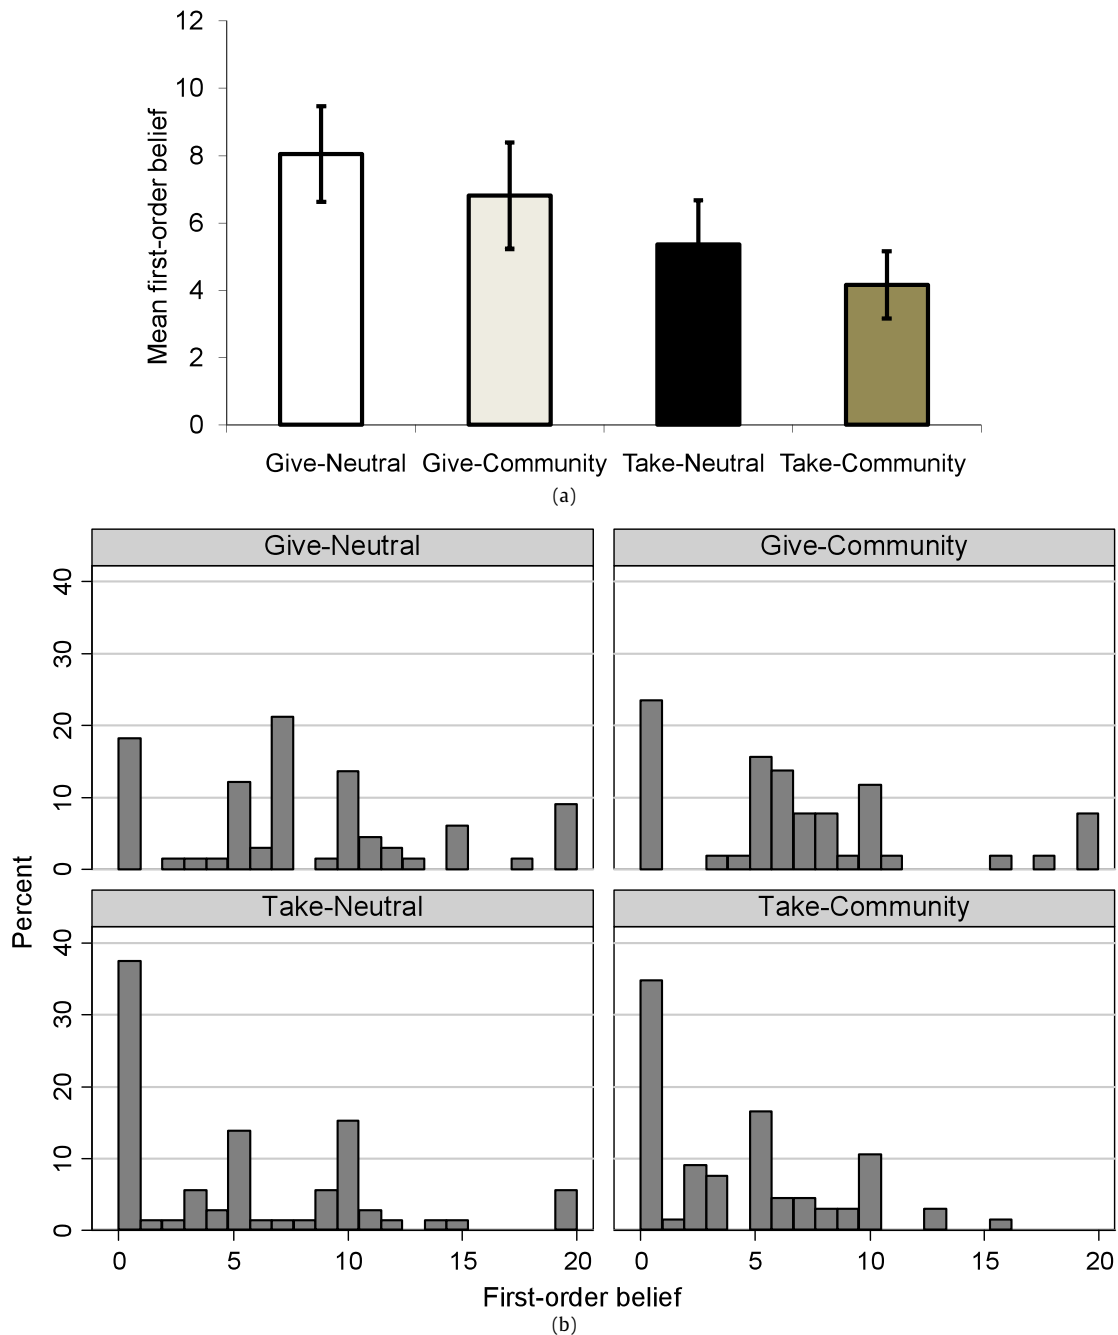 12
10
8
6
4
2
0
Mean first-order belief
Give-Neutral Give-Community Take-Neutral Take-Community
(a)
Give-Neutral Give-Community
40
30
20
10
0
Take-Neutral Take-Community
40
30
20
10
0
Percent
0 5 10 15 20 0 5 10 15 20
First-order belief
(b)